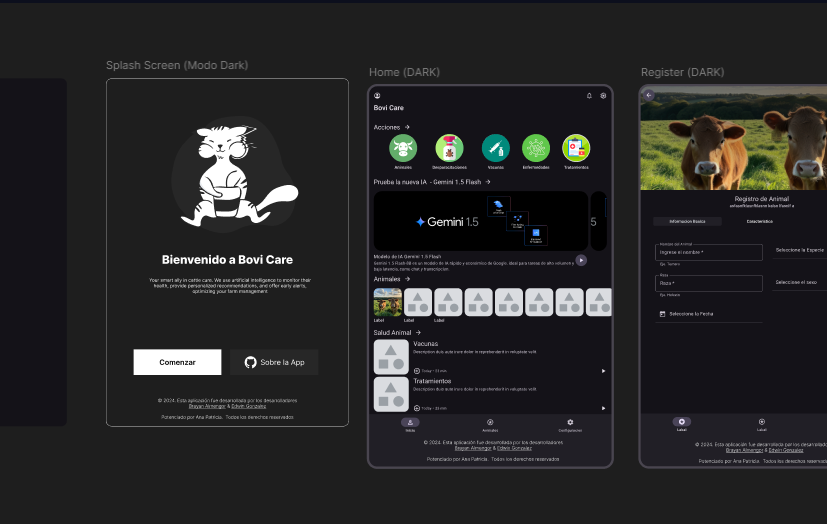 Splash Screen (Modo Dark)
Bienvenido a Bovi Care
Your smart ally in cattle care. We use artificial intelligence to monitor their
health, provide personalized recommendations, and offer early alerts,
optimizing your farm management
Comenzar
Sobre la App
© 2024. Esta aplicación fue desarrollada por los desarrolladores
Brayan Almengor & Edwin Gonzalez
Potenciado por Ana Patricia. Todos los derechos reservados
Home (DARK)
Bovi Care
Acciones →
Animales
Desparasitaciones
Vacunas
Enfermedades
Tratamientos
Prueba la nueva IA - Gemini 1.5 Flash →
Gemini 1.5
5
Modelo de IA Gemini 1.5 Flash
Gemini 1.5 Flash-8B es un modelo de IA rápido y económico de Google, ideal para tareas de alto volumen y
baja latencia, como chat y transcripcion.
Animales →
Label
Label
Label
Salud Animal →
Vacunas
Description duis aute irure dolor in reprehenderit in voluptate velit.
Today • 23 min
Tratamientos
Description duis aute irure dolor in reprehenderit in voluptate velit.
Today • 23 min
Inicio
Animales
Configuracion
© 2024. Esta aplicación fue desarrollada por los desarrolladores
Brayan Almengor & Edwin Gonzalez
Potenciado por Ana Patricia. Todos los derechos reservados
Register (DARK)
Registro de Animal
Informacion Basica
Caracteristica
Nombre del Animal
Ingrese el nombre *
Eje. Ternero
Seleccione la Especie
Raza
Raza *
Eje. Holstein
Seleccione el sexo
Seleccione la Fecha
Label
Label
© 2024. Esta aplicación fue desarrollada por los
Brayan Almengor & Edwin Gonzalez
Potenciado por Ana Patricia. Todos los derechos